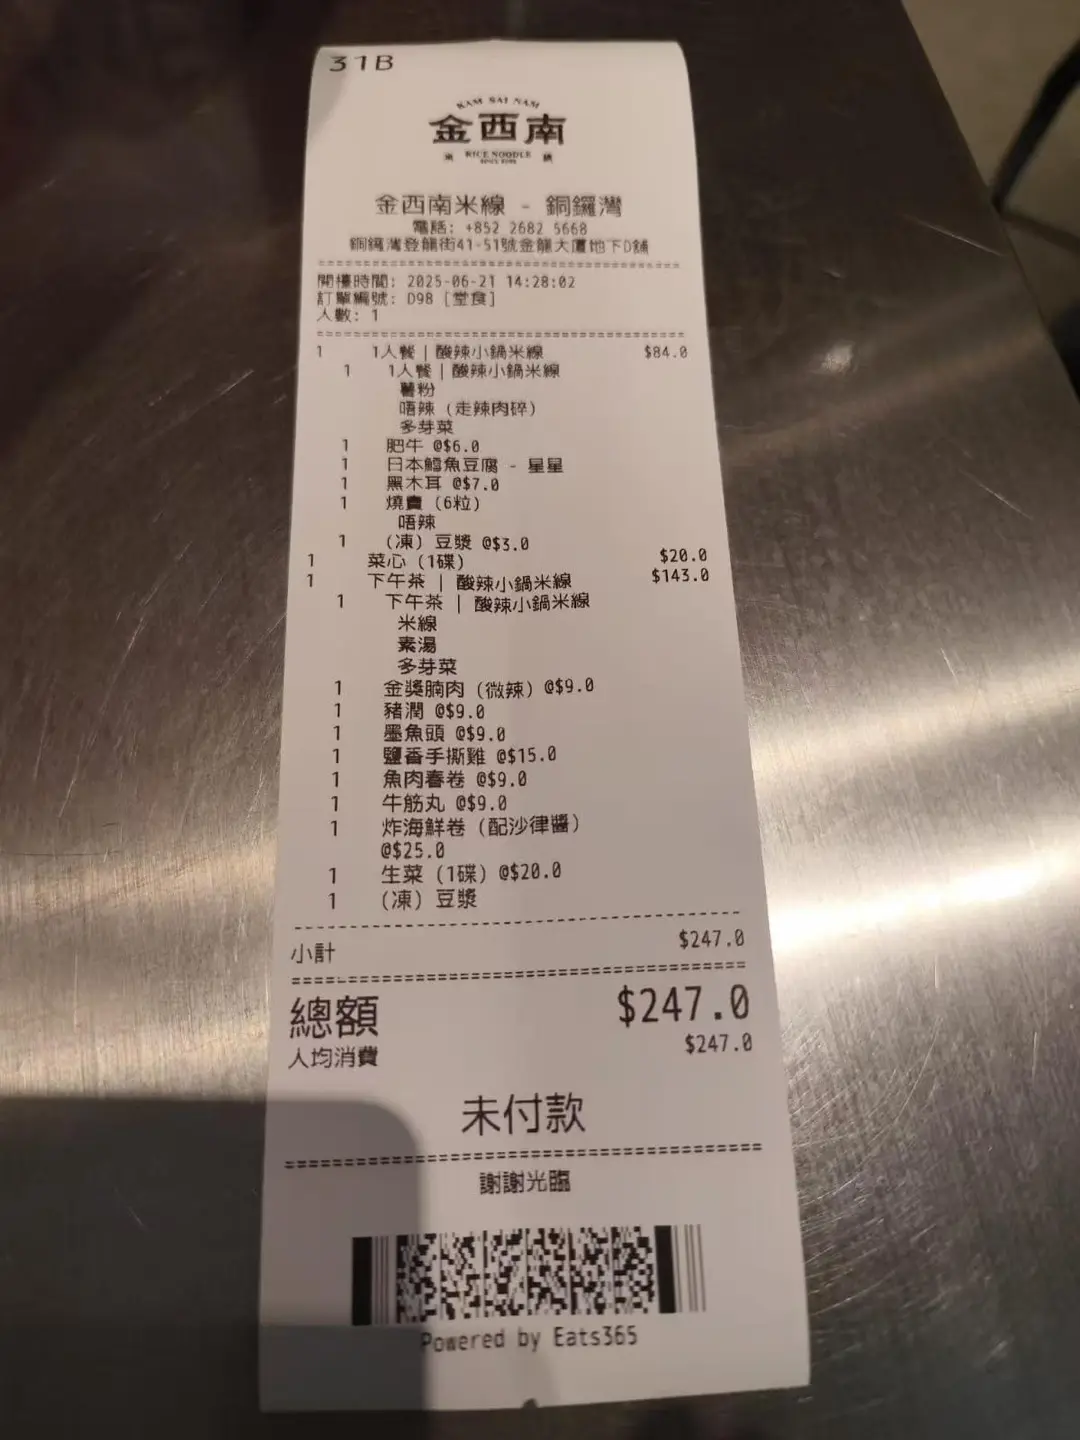 31B
KAM SAI NAM
金西南
米 RICE NOODLE 線
金西南米線 - 銅鑼灣
電話: +852 2682 5668
銅鑼灣登龍街41-51號金龍大廈地下D舖
開檯時間: 2025-06-21 14:28:02
訂單編號: D98 [堂食]
人數: 1
1 1人餐 | 酸辣小鍋米線 $84.0
1 1人餐 | 酸辣小鍋米線
薯粉
唔辣 (走辣肉碎)
多芽菜
1 肥牛 @$6.0
1 日本鱈魚豆腐 - 星星
1 黑木耳 @$7.0
1 燒賣 (6粒)
唔辣
1 (凍) 豆漿 @$3.0
1 菜心 (1碟) $20.0
1 下午茶 | 酸辣小鍋米線 $143.0
1 下午茶 | 酸辣小鍋米線
米線
素湯
多芽菜
1 金獎腩肉 (微辣) @$9.0
1 豬潤 @$9.0
1 墨魚頭 @$9.0
1 鹽香手撕雞 @$15.0
1 魚肉春卷 @$9.0
1 牛筋丸 @$9.0
1 炸海鮮卷 (配沙律醬)
@$25.0
1 生菜 (1碟) @$20.0
1 (凍) 豆漿
小計 $247.0
總額 $247.0
人均消費 $247.0
未付款
謝謝光臨
Powered by Eats365